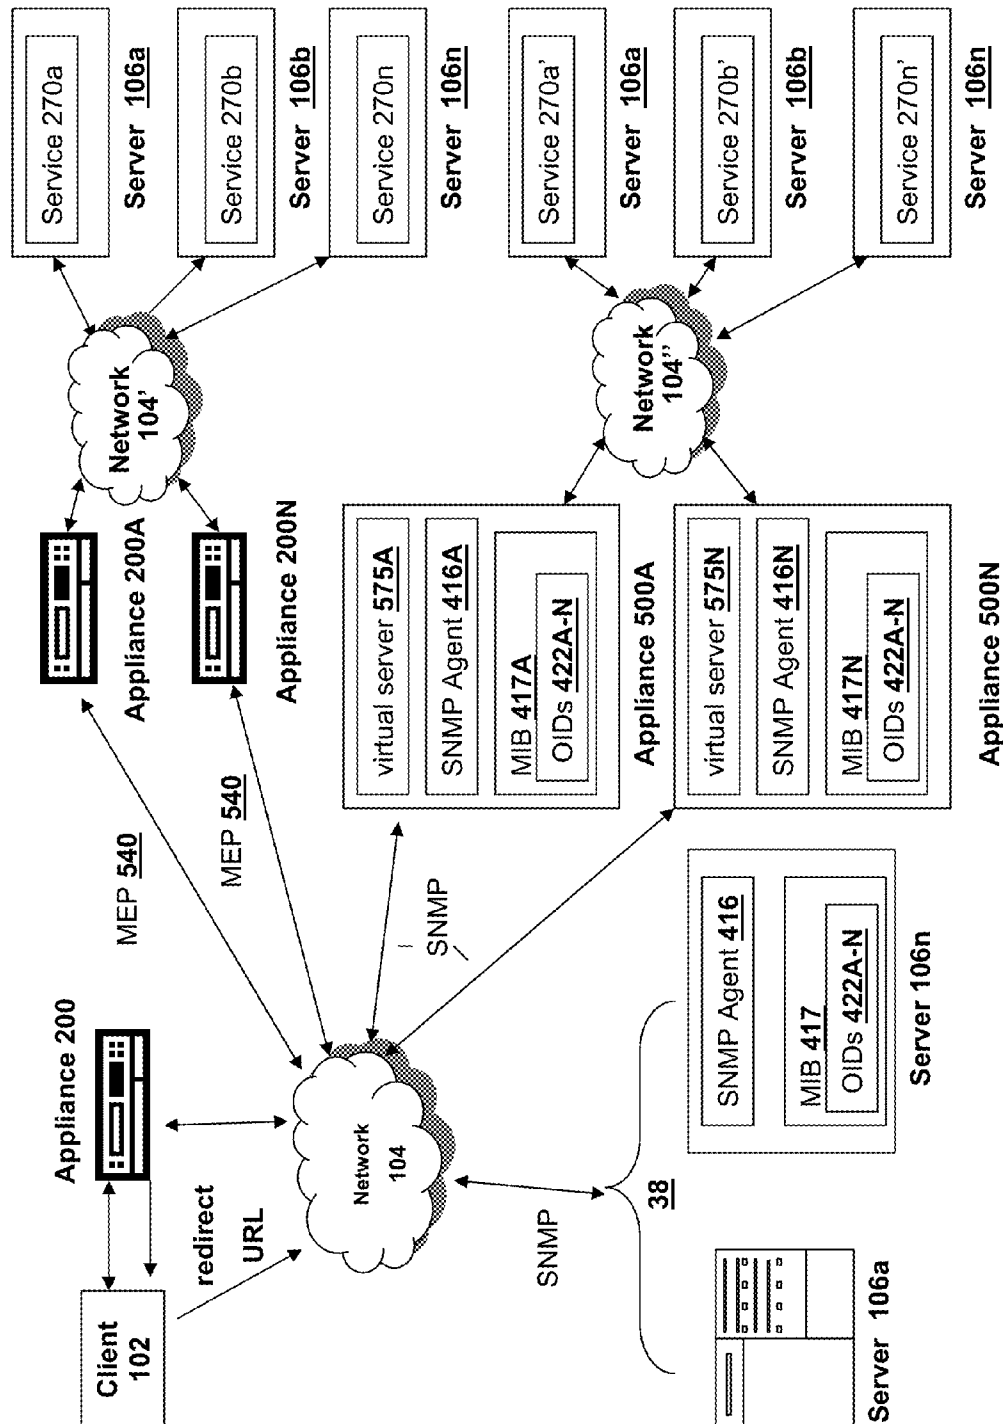 Client
102
Appliance 200
redirect
URL
Network
104
MEP 540
MEP 540
Appliance 200A
Appliance 200N
Network
104'
Service 270a
Server 106a
Service 270b
Server 106b
Service 270n
Server 106n
SNMP
virtual server 575A
SNMP Agent 416A
MIB 417A
OIDs 422A-N
Appliance 500A
virtual server 575N
SNMP Agent 416N
MIB 417N
OIDs 422A-N
Appliance 500N
Network
104''
Service 270a'
Server 106a
Service 270b'
Server 106b
Service 270n'
Server 106n
SNMP
38
Server 106a
SNMP Agent 416
MIB 417
OIDs 422A-N
Server 106n